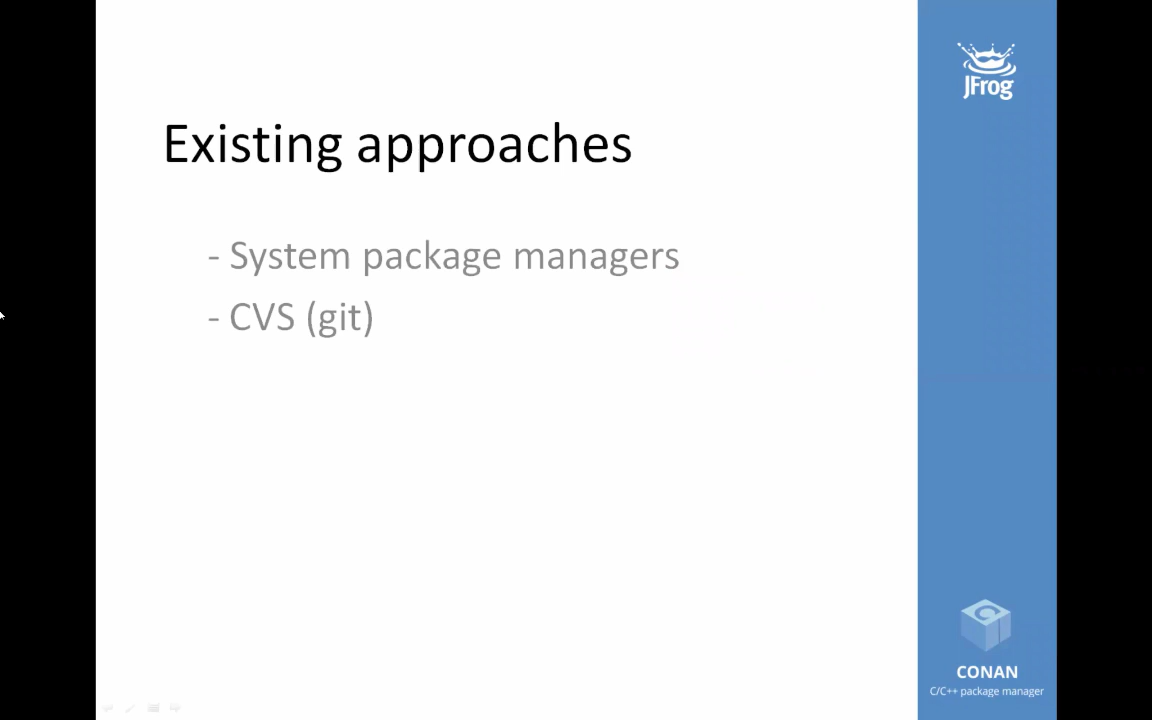 JFrog
Existing approaches
- System package managers
- CVS (git)
CONAN
C/C++ package manager